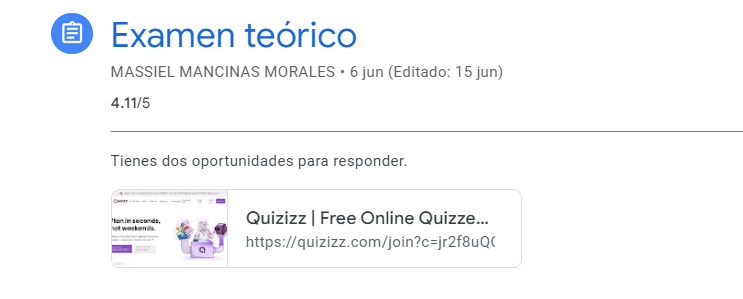 Examen teórico
MASSIEL MANCINAS MORALES • 6 jun (Editado: 15 jun)
4.11/5
Tienes dos oportunidades para responder.
Quizizz | Free Online Quizze...
https://quizizz.com/join?c=jr2f8uQ
Plan in seconds,
not weekends.